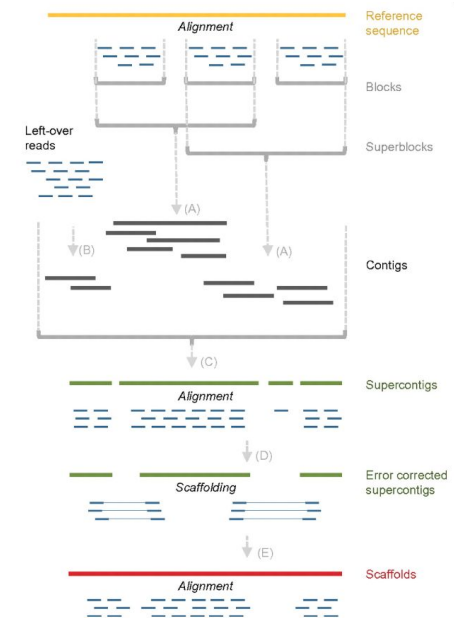 Reference
sequence
Alignment
Blocks
Superblocks
Left-over
reads
(A)
(B)
(A)
Contigs
(C)
Supercontigs
Alignment
(D)
Error corrected
supercontigs
Scaffolding
(E)
Scaffolds
Alignment